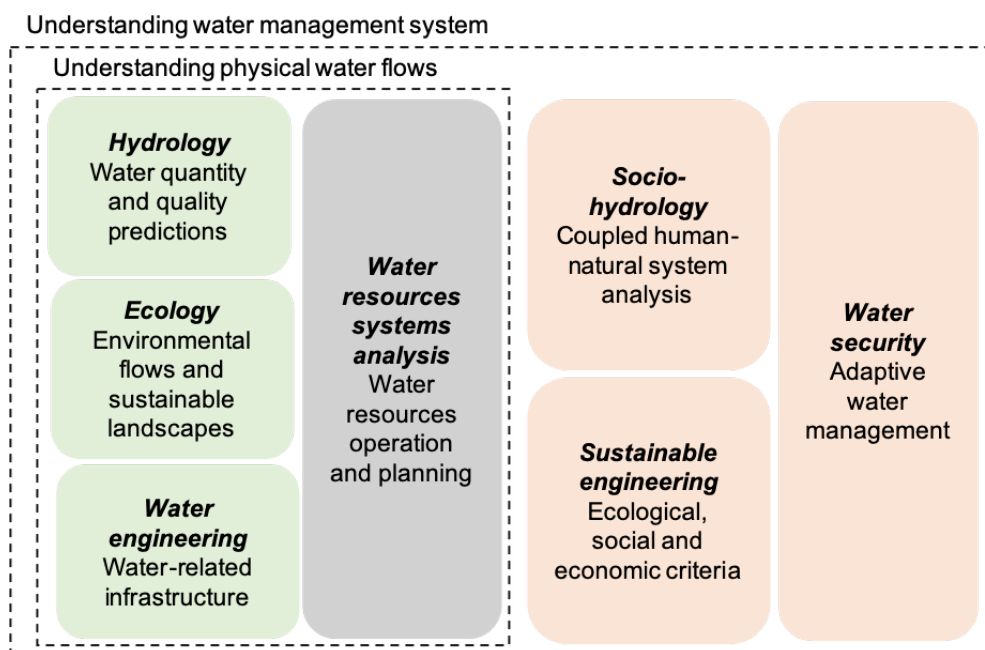 Understanding water management system
Understanding physical water flows
Hydrology
Water quantity
and quality
predictions
Ecology
Environmental
flows and
sustainable
landscapes
Water
engineering
Water-related
infrastructure
Water
resources
systems
analysis
Water
resources
operation
and planning
Socio-
hydrology
Coupled human-
natural system
analysis
Sustainable
engineering
Ecological,
social and
economic criteria
Water
security
Adaptive
water
management